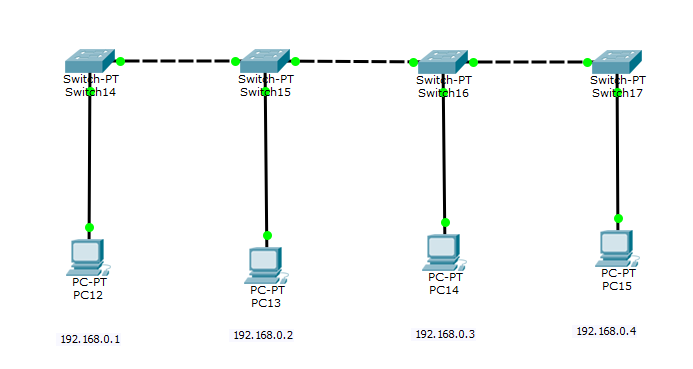 Switch-PT
Switch14
Switch-PT
Switch15
Switch-PT
Switch16
Switch-PT
Switch17
PC-PT
PC12
PC-PT
PC13
PC-PT
PC14
PC-PT
PC15
192.168.0.1
192.168.0.2
192.168.0.3
192.168.0.4